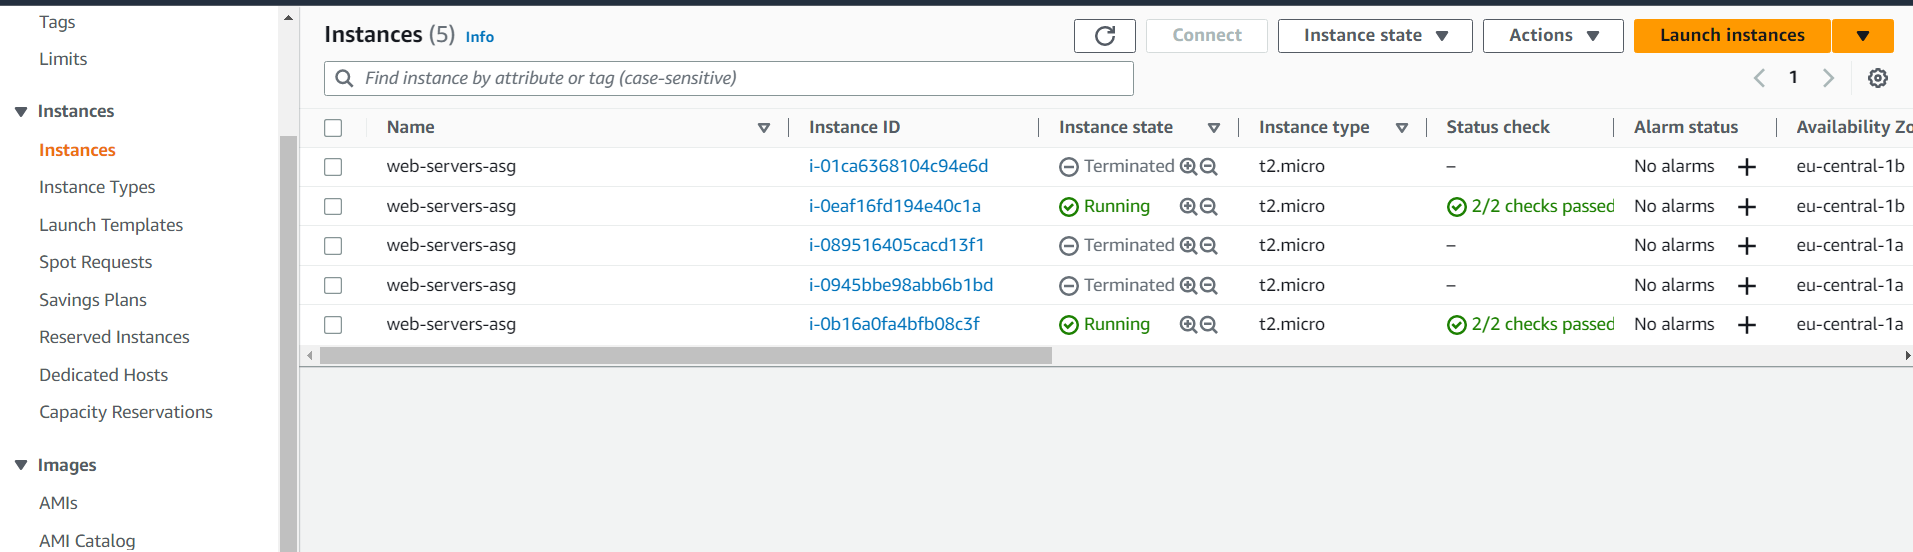 Tags
Limits
Instances
Instances
Instance Types
Launch Templates
Spot Requests
Savings Plans
Reserved Instances
Dedicated Hosts
Capacity Reservations
Images
AMIs
AMI Catalog
Instances (5) Info
Connect
Instance state
Actions
Launch instances
Find instance by attribute or tag (case-sensitive)
1
Name Instance ID Instance state Instance type Status check Alarm status Availability Zo
web-servers-asg i-01ca6368104c94e6d Terminated t2.micro – No alarms + eu-central-1b
web-servers-asg i-0eaf16fd194e40c1a Running t2.micro 2/2 checks passed No alarms + eu-central-1b
web-servers-asg i-089516405cacd13f1 Terminated t2.micro – No alarms + eu-central-1a
web-servers-asg i-0945bbe98abb6b1bd Terminated t2.micro – No alarms + eu-central-1a
web-servers-asg i-0b16a0fa4bfb08c3f Running t2.micro 2/2 checks passed No alarms + eu-central-1a